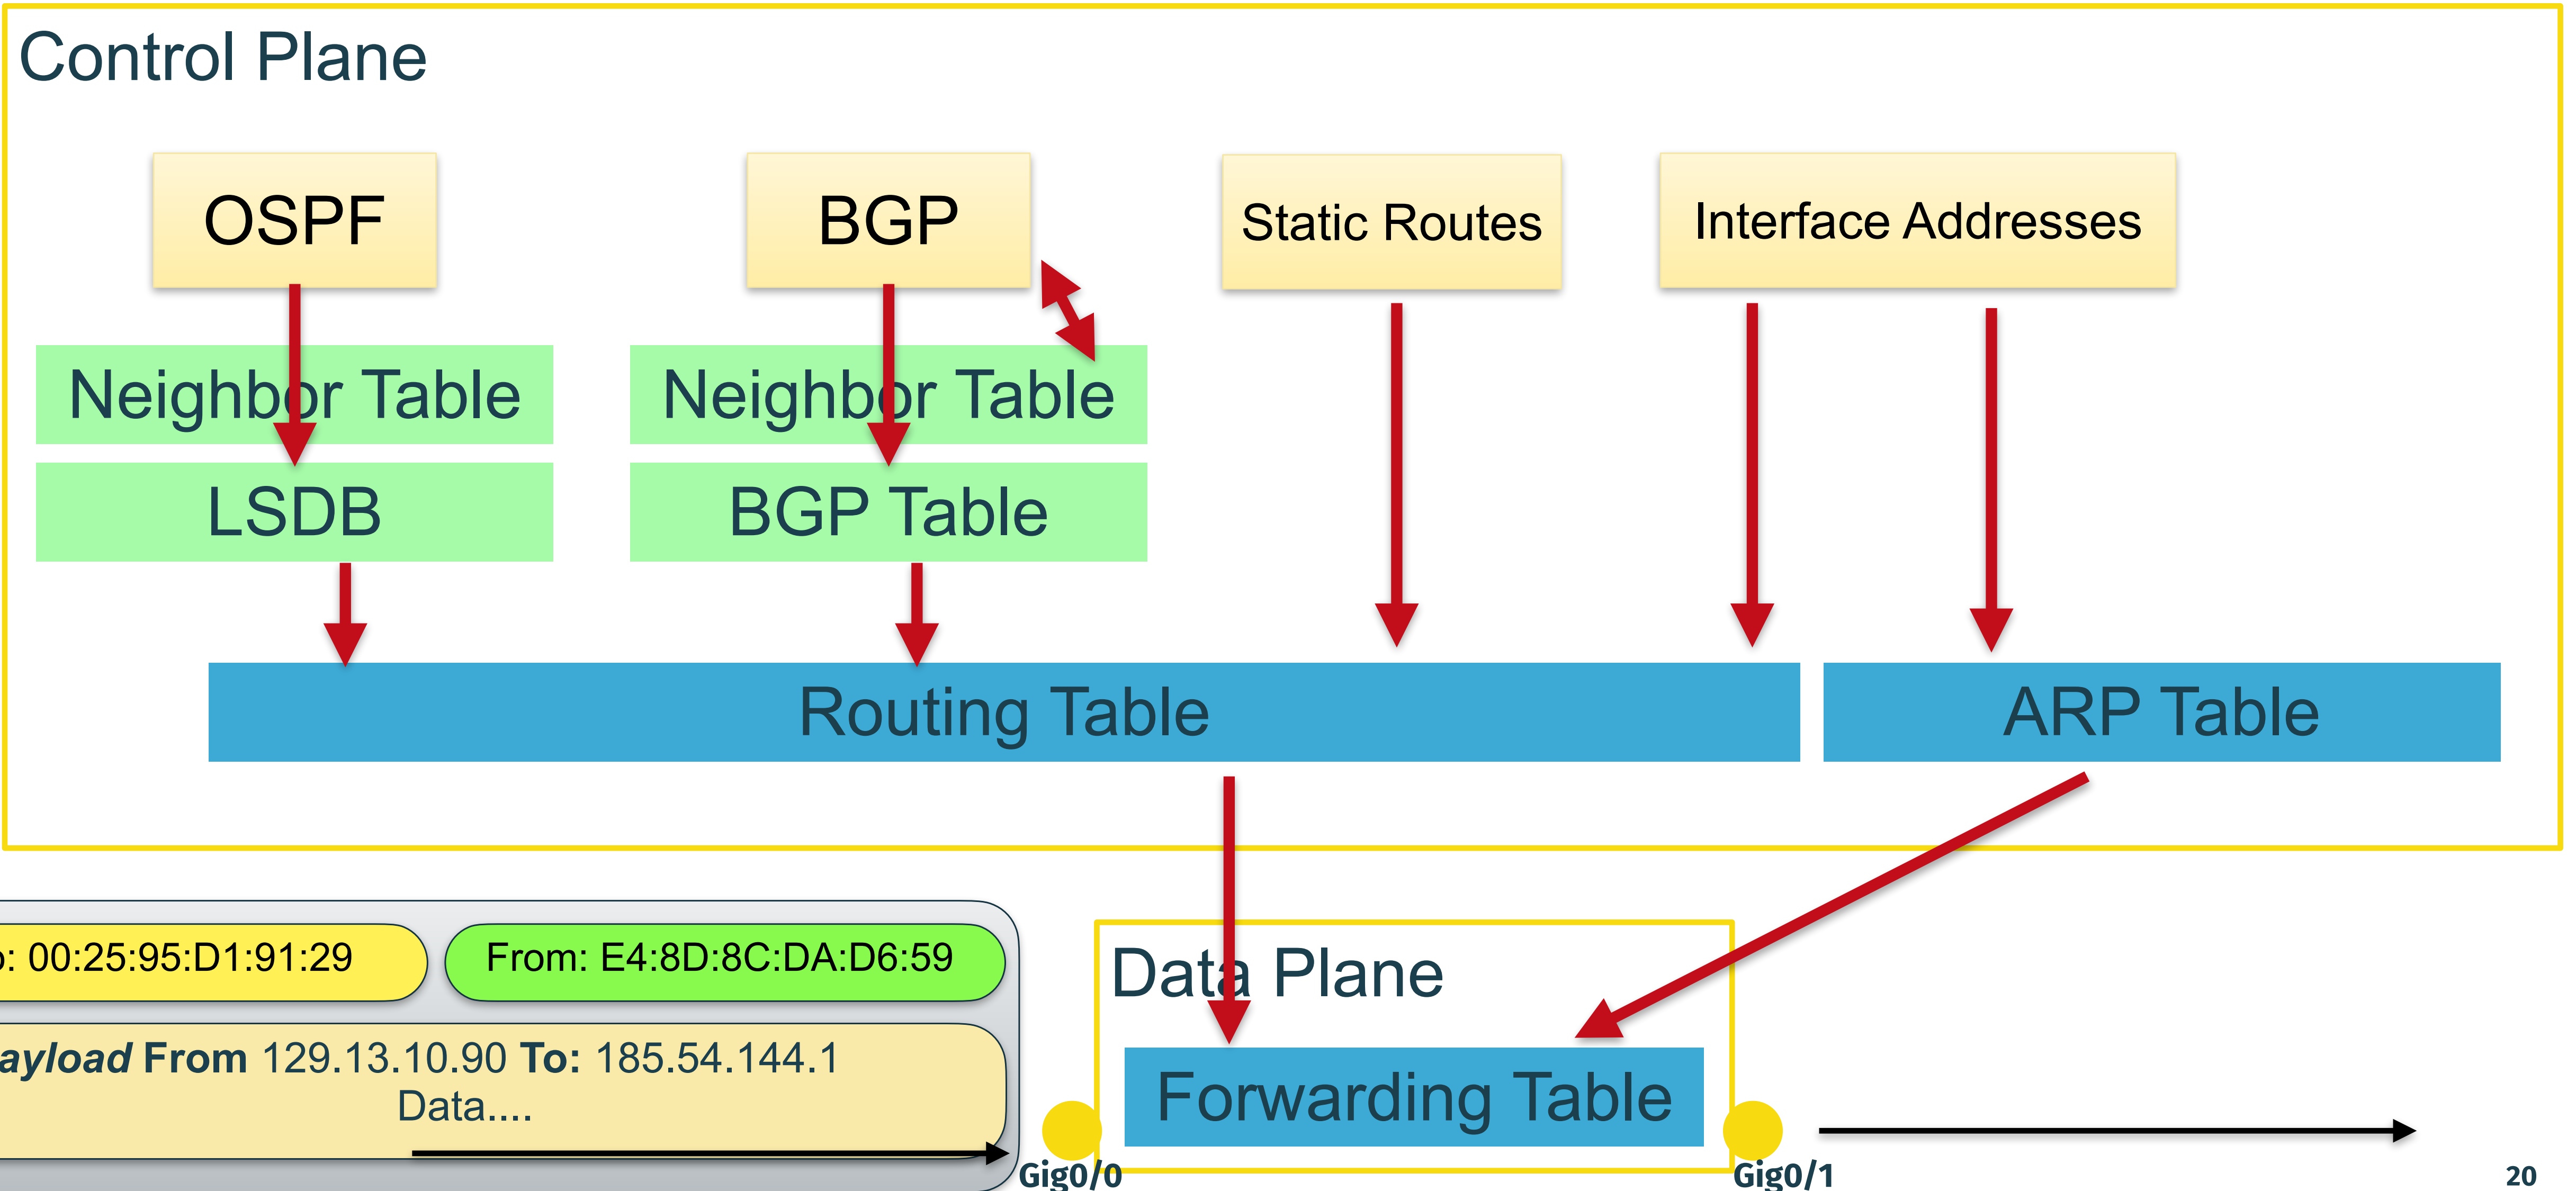 Control Plane
OSPF
BGP
Static Routes
Interface Addresses
Neighbor Table
Neighbor Table
LSDB
BGP Table
Routing Table
ARP Table
: 00:25:95:D1:91:29
From: E4:8D:8C:DA:D6:59
Data Plane
ayload From 129.13.10.90 To: 185.54.144.1
Data....
Forwarding Table
Gig0/0
Gig0/1
20